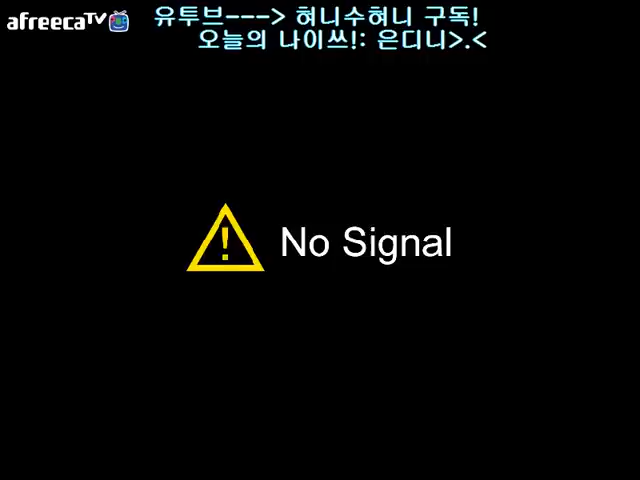 afreecaTV
유투브---> 혀니수혀니 구독!
오늘의 나이쓰!: 은디니>.<
No Signal